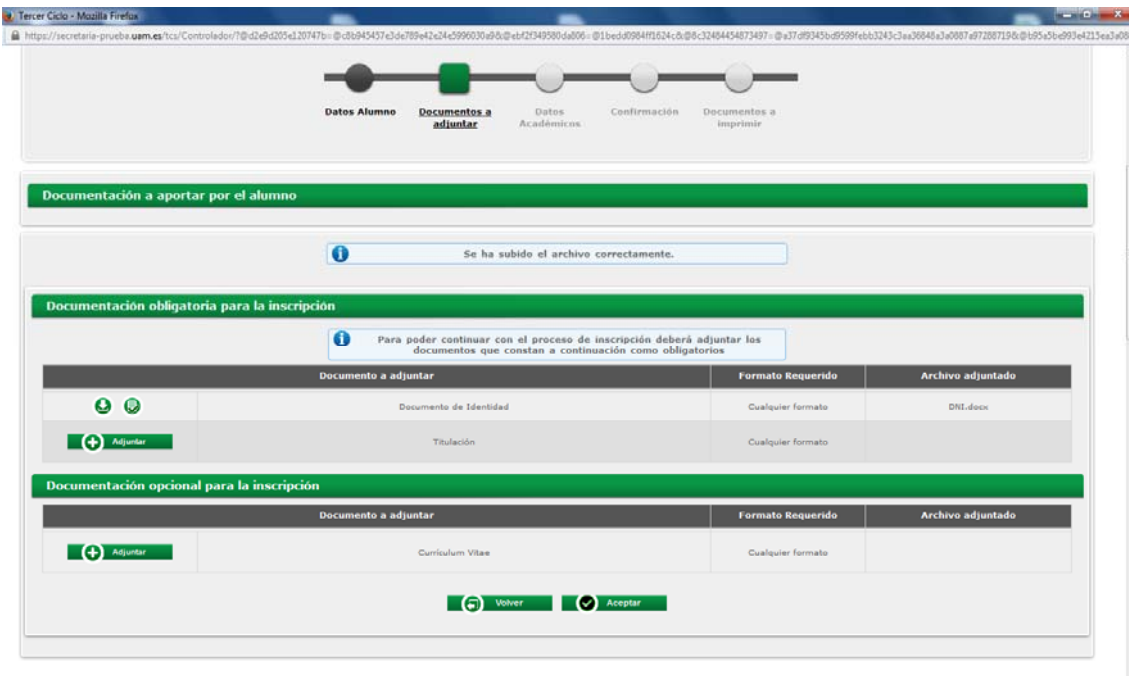 Tercer Ciclo - Mozilla Firefox
Datos Alumno
Documentos a
adjuntar
Datos
Académicos
Confirmación
Documentos a
imprimir
Documentación a aportar por el alumno
Se ha subido el archivo correctamente.
Documentación obligatoria para la inscripción
Para poder continuar con el proceso de inscripción deberá adjuntar los
documentos que constan a continuación como obligatorios
Documento a adjuntar Formato Requerido Archivo adjuntado
Documento de Identidad Cualquier formato DNI.docx
Adjuntar Titulación Cualquier formato
Documentación opcional para la inscripción
Documento a adjuntar Formato Requerido Archivo adjuntado
Adjuntar Curriculum Vitae Cualquier formato
Volver Aceptar